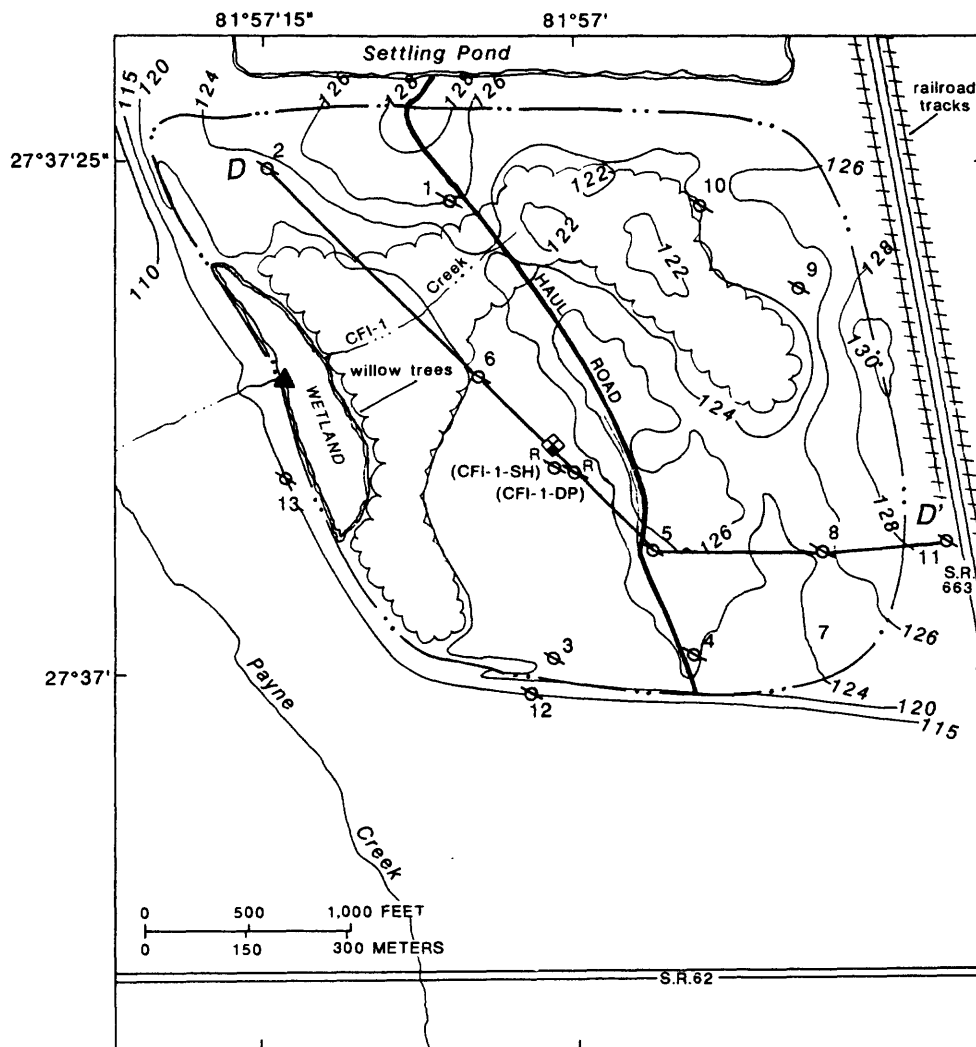 81°57'15"
81°57'
Settling Pond
115
120
124
126
128
128
126
railroad
tracks
27°37'25"
D
2
1
122
10
126
122
122
9
128
110
Creek
CFI-1
HAUL
ROAD
130
willow trees
6
124
WETLAND
R
R
(CFI-1-SH)
(CFI-1-DP)
13
128
D'
5
126
8
11
S.R.
663
3
4
7
126
27°37'
124
120
12
115
Payne
Creek
0 500 1,000 FEET
0 150 300 METERS
S.R.62